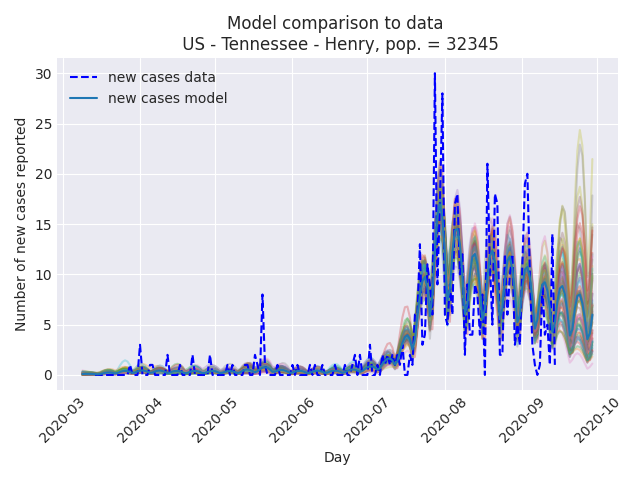 Model comparison to data
US - Tennessee - Henry, pop. = 32345
new cases data
new cases model
Number of new cases reported
30
25
20
15
10
5
0
2020-03
2020-04
2020-05
2020-06
2020-07
2020-08
2020-09
2020-10
Day